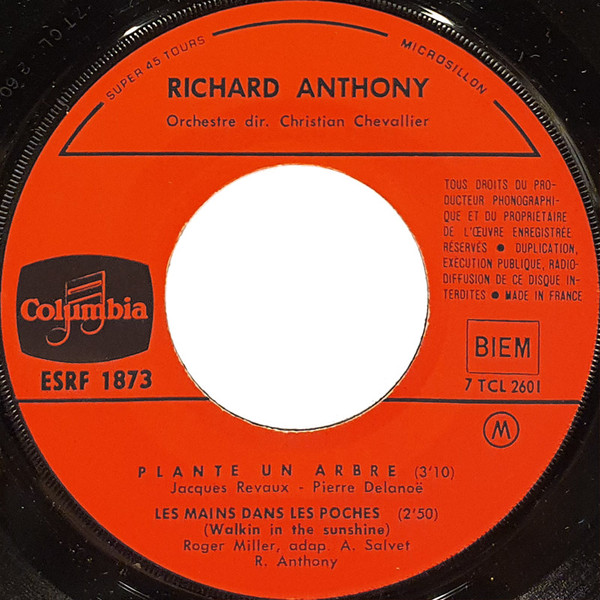 SUPER 45 TOURS
MICROSILLON
RICHARD ANTHONY
Orchestre dir. Christian Chevallier
TOUS DROITS DU PRO-
DUCTEUR PHONOGRAPHI-
QUE ET DU PROPRIÉTAIRE
DE L'ŒUVRE ENREGISTRÉE
RÉSERVÉS ● DUPLICATION,
EXÉCUTION PUBLIQUE, RADIO-
DIFFUSION DE CE DISQUE IN-
TERDITES ● MADE IN FRANCE
Columbia
ESRF 1873
BIEM
7 TCL 2601
M
PLANTE UN ARBRE (3'10)
Jacques Revaux - Pierre Delanoë
LES MAINS DANS LES POCHES (2'50)
(Walkin in the sunshine)
Roger Miller, adap. A. Salvet
R. Anthony